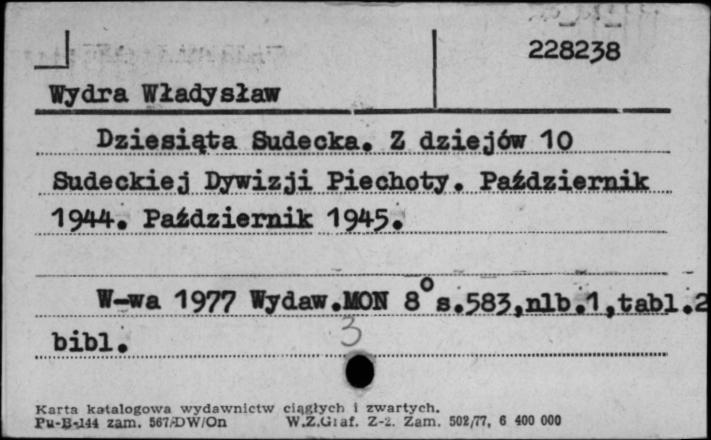 228238
Wydra Władysław
Dziesiąta Sudecka. Z dziejów 10
Sudeckiej Dywizji Piechoty. Październik
1944. Październik 1945.
W-wa 1977 Wydaw.MON 8° s.583,nlb.1,tabl.2
bibl.
3
Karta katalogowa wydawnictw ciągłych i zwartych.
Pu-B-144 zam. 567/DW/On W.Z.Graf. Z-2. Zam. 502/77, 6 400 000